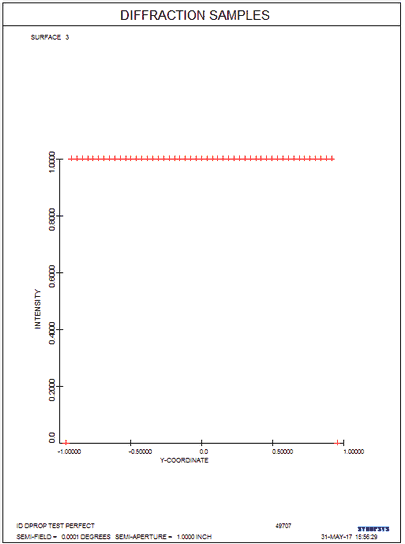 DIFFRACTION SAMPLES
SURFACE 3
1.0000
0.8000
0.6000
0.4000
0.2000
0.0
INTENSITY
-1.00000 -0.50000 0.0 0.50000 1.00000
Y-COORDINATE
ID DPROP TEST PERFECT 49707
SEMI-FIELD = 0.0001 DEGREES SEMI-APERTURE = 1.0000 INCH 31-MAY-17 15:56:29
SYNOPSYS